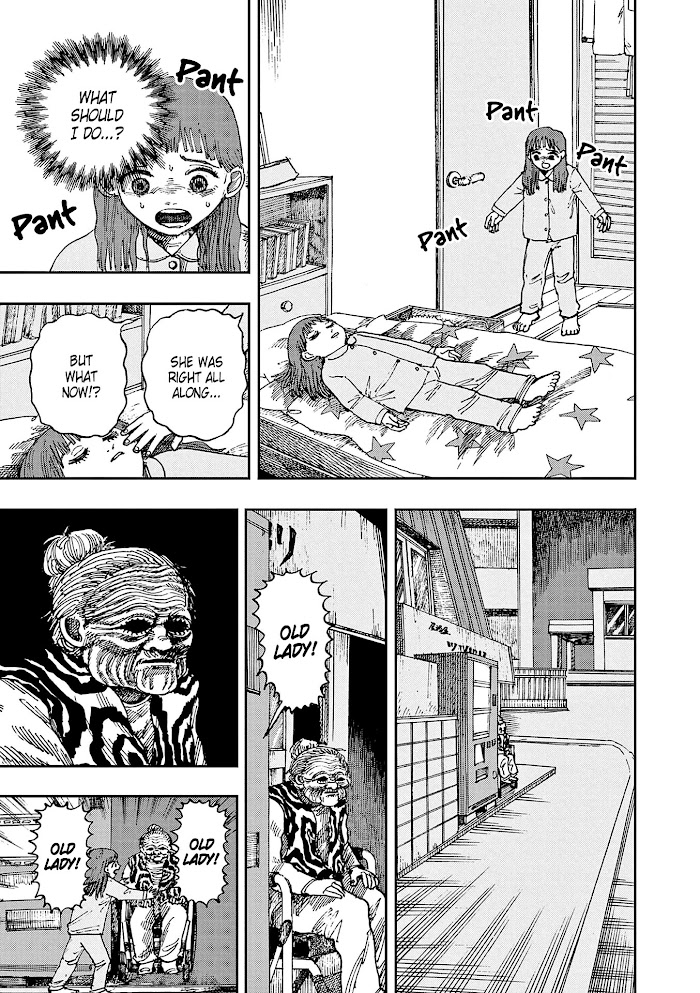 Pant
Pant
Pant
Pant
WHAT
SHOULD
I DO...?
Pant
SHE WAS
RIGHT ALL
ALONG...
BUT
WHAT
NOW!?
ツ
OLD
LADY!
OLD
LADY!
OLD
LADY!